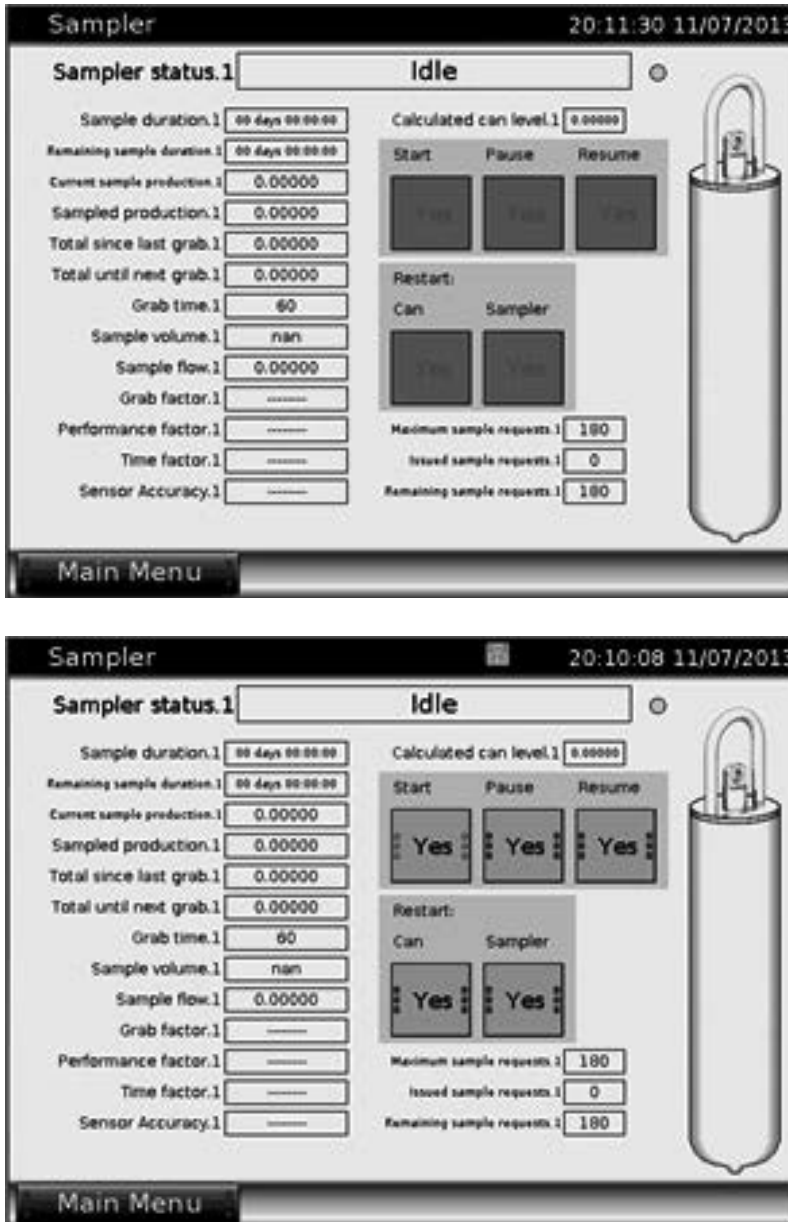 Sampler 20:11:30 11/07/2013
Sampler status.1 Idle
Sample duration.1 00 days 00:00:00 Calculated can level.1 0.00000
Remaining sample duration.1 00 days 00:00:00 Start Pause Resume
Current sample production.1 0.00000
Sampled production.1 0.00000 Yes Yes Yes
Total since last grab.1 0.00000
Total until next grab.1 0.00000 Restart:
Grab time.1 60 Can Sampler
Sample volume.1 nan
Sample flow.1 0.00000 Yes Yes
Grab factor.1 -------
Performance factor.1 ------- Maximum sample requests.1 180
Time factor.1 ------- Issued sample requests.1 0
Sensor Accuracy.1 ------- Remaining sample requests.1 180
Main Menu
Sampler 20:10:08 11/07/2013
Sampler status.1 Idle
Sample duration.1 00 days 00:00:00 Calculated can level.1 0.00000
Remaining sample duration.1 00 days 00:00:00 Start Pause Resume
Current sample production.1 0.00000
Sampled production.1 0.00000 Yes Yes Yes
Total since last grab.1 0.00000
Total until next grab.1 0.00000 Restart:
Grab time.1 60 Can Sampler
Sample volume.1 nan
Sample flow.1 0.00000 Yes Yes
Grab factor.1 -------
Performance factor.1 ------- Maximum sample requests.1 180
Time factor.1 ------- Issued sample requests.1 0
Sensor Accuracy.1 ------- Remaining sample requests.1 180
Main Menu